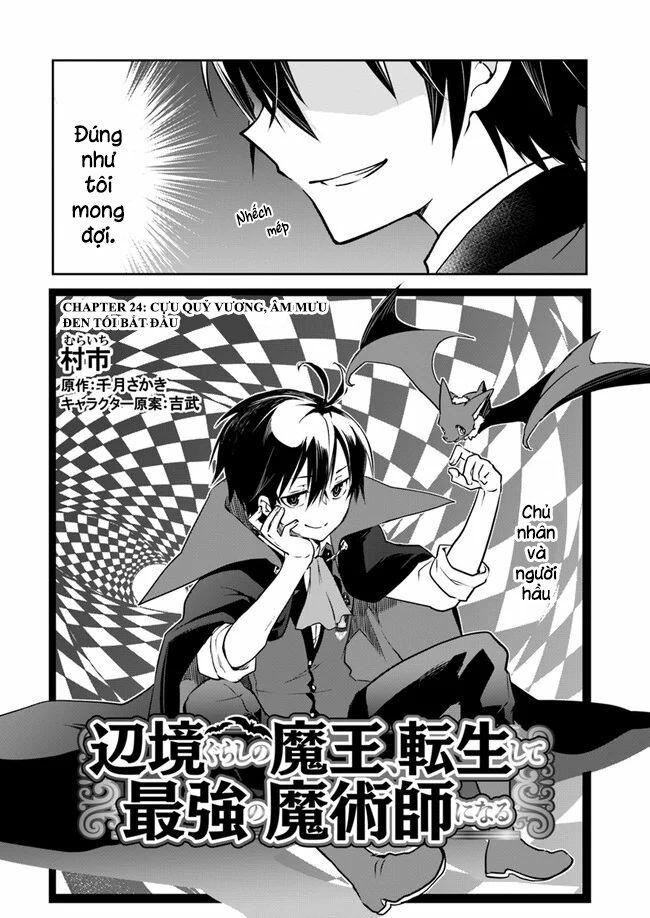 Đúng
như
tôi
mong
đợi.
Nhếch
mép
CHAPTER 24: CỰU QUỶ VƯƠNG, ÂM MƯU
ĐEN TỐI BẮT ĐẦU
むらいち
村市
原作:千月さかき
キャラクター原案:吉武
Chủ
nhân và
người
hầu
辺境ぐらしの魔王、転生して
最強の魔術師になる